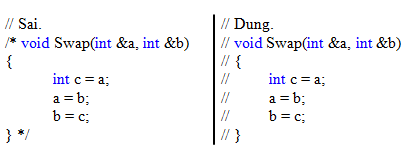 // Sai.
/* void Swap(int &a, int &b)
{
int c = a;
a = b;
b = c;
} */
// Dung.
// void Swap(int &a, int &b)
// {
// int c = a;
// a = b;
// b = c;
// }